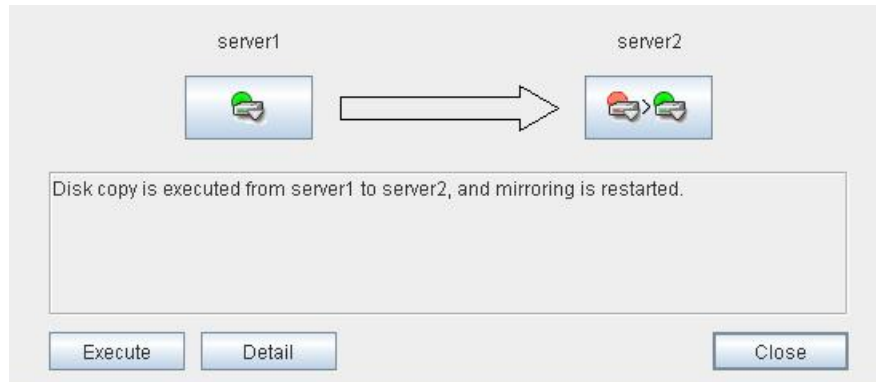 server1 server2
>
Disk copy is executed from server1 to server2, and mirroring is restarted.
Execute Detail Close